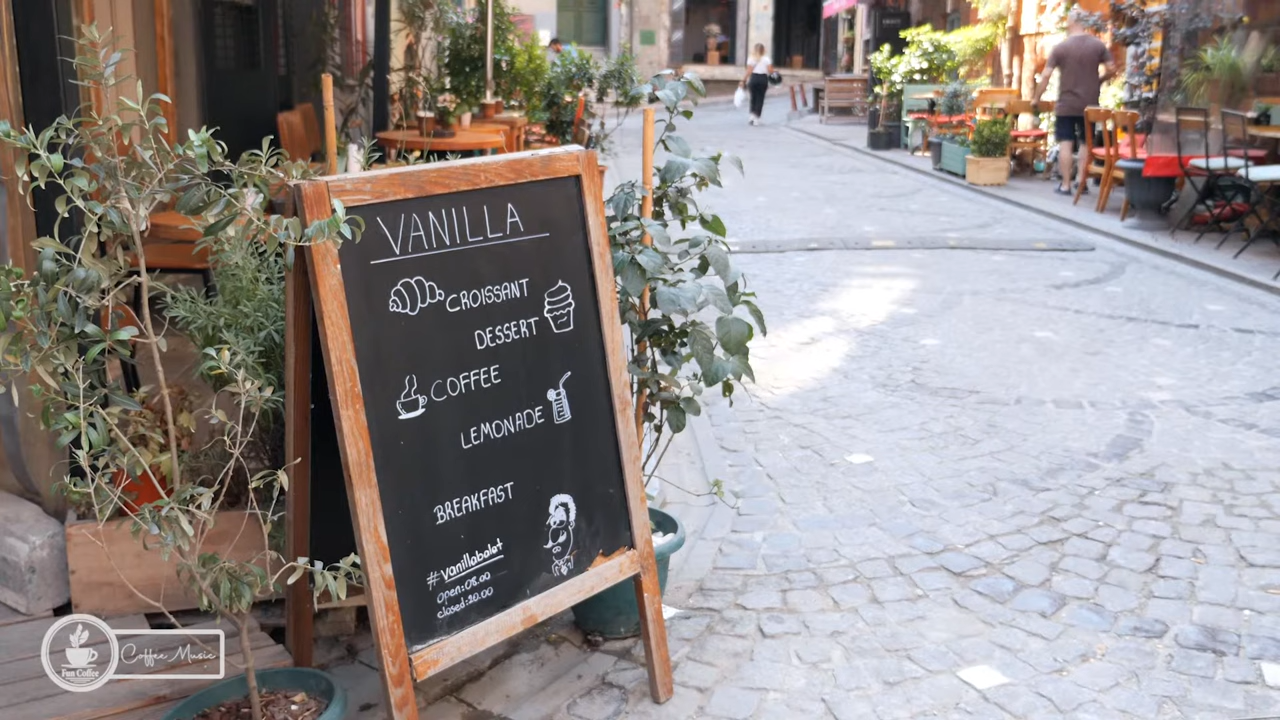 VANILLA
CROISSANT
DESSERT
COFFEE
LEMONADE
BREAKFAST
#vanillabalat
open:08.00
closed:20.00
Fun Coffee
Coffee Music